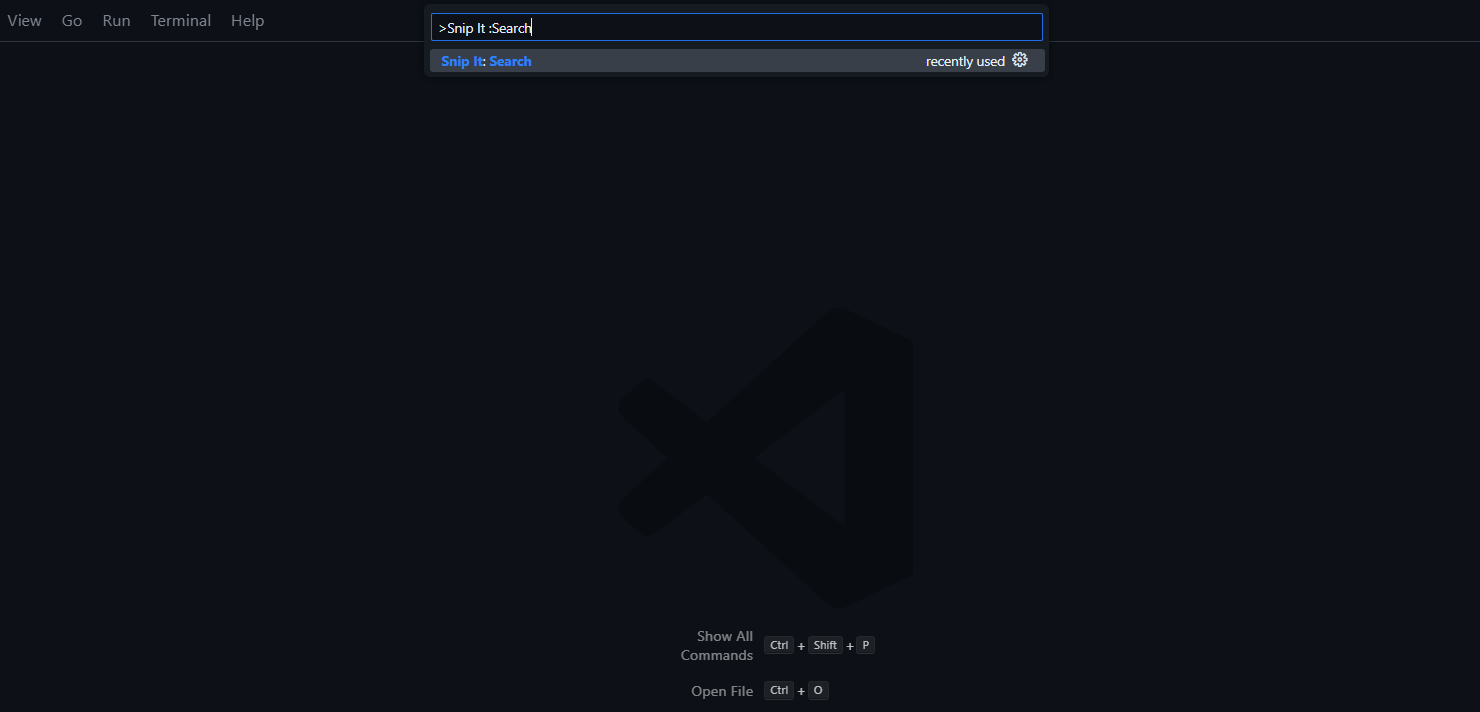 View Go Run Terminal Help
>Snip It :Search
Snip It: Search recently used
Show All
Commands
Ctrl + Shift + P
Open File Ctrl + O